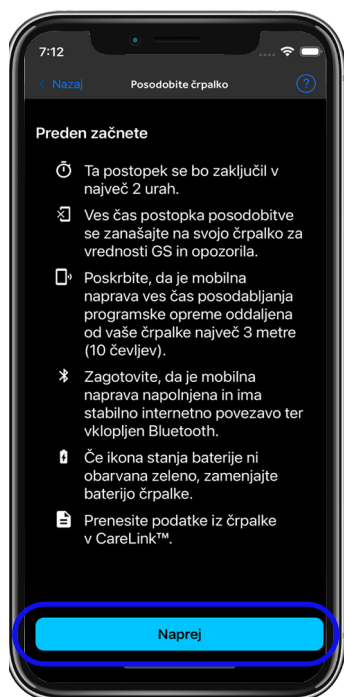 7:12
Nazaj
Posodobite črpalko
?
Preden začnete
Ta postopek se bo zaključil v
največ 2 urah.
Ves čas postopka posodobitve
se zanašajte na svojo črpalko za
vrednosti GS in opozorila.
Poskrbite, da je mobilna
naprava ves čas posodabljanja
programske opreme oddaljena
od vaše črpalke največ 3 metre
(10 čevljev).
Zagotovite, da je mobilna
naprava napolnjena in ima
stabilno internetno povezavo ter
vklopljen Bluetooth.
Če ikona stanja baterije ni
obarvana zeleno, zamenjajte
baterijo črpalke.
Prenesite podatke iz črpalke
v CareLink™.
Naprej